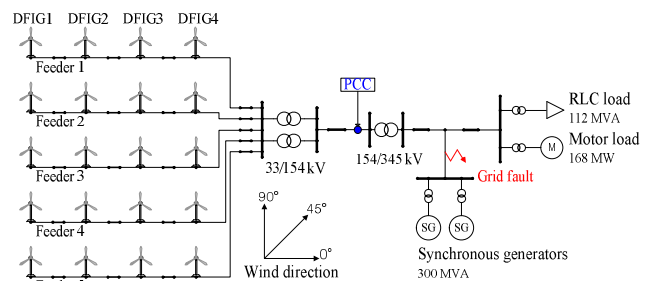 DFIG1 DFIG2 DFIG3 DFIG4
Feeder 1
Feeder 2
Feeder 3
Feeder 4
33/154 kV
PCC
154/345 kV
RLC load
112 MVA
M
Motor load
168 MW
Grid fault
SG SG
Synchronous generators
300 MVA
90°
45°
0°
Wind direction